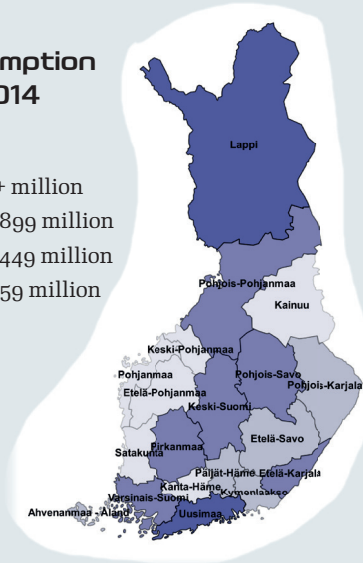 mption
014
+ million
899 million
449 million
59 million
Lappi
Pohjois-Pohjanmaa
Kainuu
Keski-Pohjanmaa
Pohjanmaa
Etelä-Pohjanmaa
Pohjois-Savo
Pohjois-Karjala
Keski-Suomi
Etelä-Savo
Satakunta
Pirkanmaa
Päijät-Häme
Etelä-Karjala
Kanta-Häme
Kymenlaakso
Varsinais-Suomi
Ahvenanmaa - Åland
Uusimaa